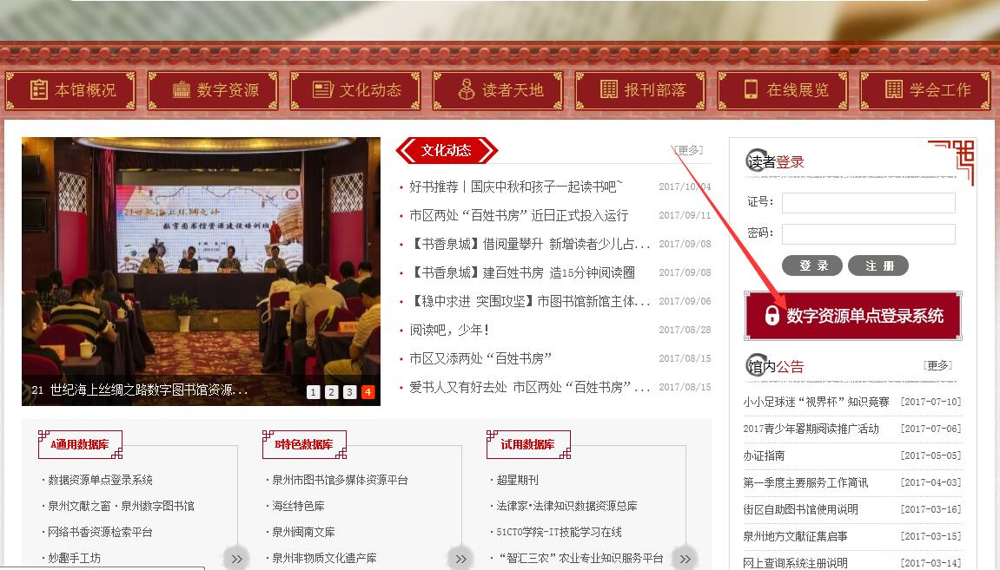 本馆概况
数字资源
文化动态
读者天地
报刊部落
在线展览
学会工作
21世纪海上丝绸之路
数字图书馆资源建设培训班
21 世纪海上丝绸之路数字图书馆资源...
1 2 3 4
文化动态
[更多]
好书推荐丨国庆中秋和孩子一起读书吧~ 2017/10/04
市区两处“百姓书房”近日正式投入运行 2017/09/11
【书香泉城】借阅量攀升 新增读者少儿占... 2017/09/08
【书香泉城】建百姓书房 造15分钟阅读圈 2017/09/08
【稳中求进 突围攻坚】市图书馆新馆主体... 2017/09/06
阅读吧，少年！ 2017/08/28
市区又添两处“百姓书房” 2017/08/15
爱书人又有好去处 市区两处“百姓书房”... 2017/08/15
读者登录
证号：
密码：
登 录
注 册
数字资源单点登录系统
馆内公告
[更多]
小小足球迷“视界杯”知识竞赛 [2017-07-10]
2017青少年暑期阅读推广活动 [2017-07-06]
办证指南 [2017-05-05]
第一季度主要服务工作简讯 [2017-04-03]
街区自助图书馆使用说明 [2017-03-16]
泉州地方文献征集启事 [2017-03-15]
网上查询系统注册说明 [2017-03-14]
A通用数据库
·数据资源单点登录系统
·泉州文献之窗·泉州数字图书馆
·网络书香资源检索平台
·妙趣手工坊
B特色数据库
·泉州市图书馆多媒体资源平台
·海丝特色库
·泉州闽南文库
·泉州非物质文化遗产库
试用数据库
·超星期刊
·法律家•法律知识数据资源总库
·51CTO学院-IT技能学习在线
·“智汇三农”农业专业知识服务平台